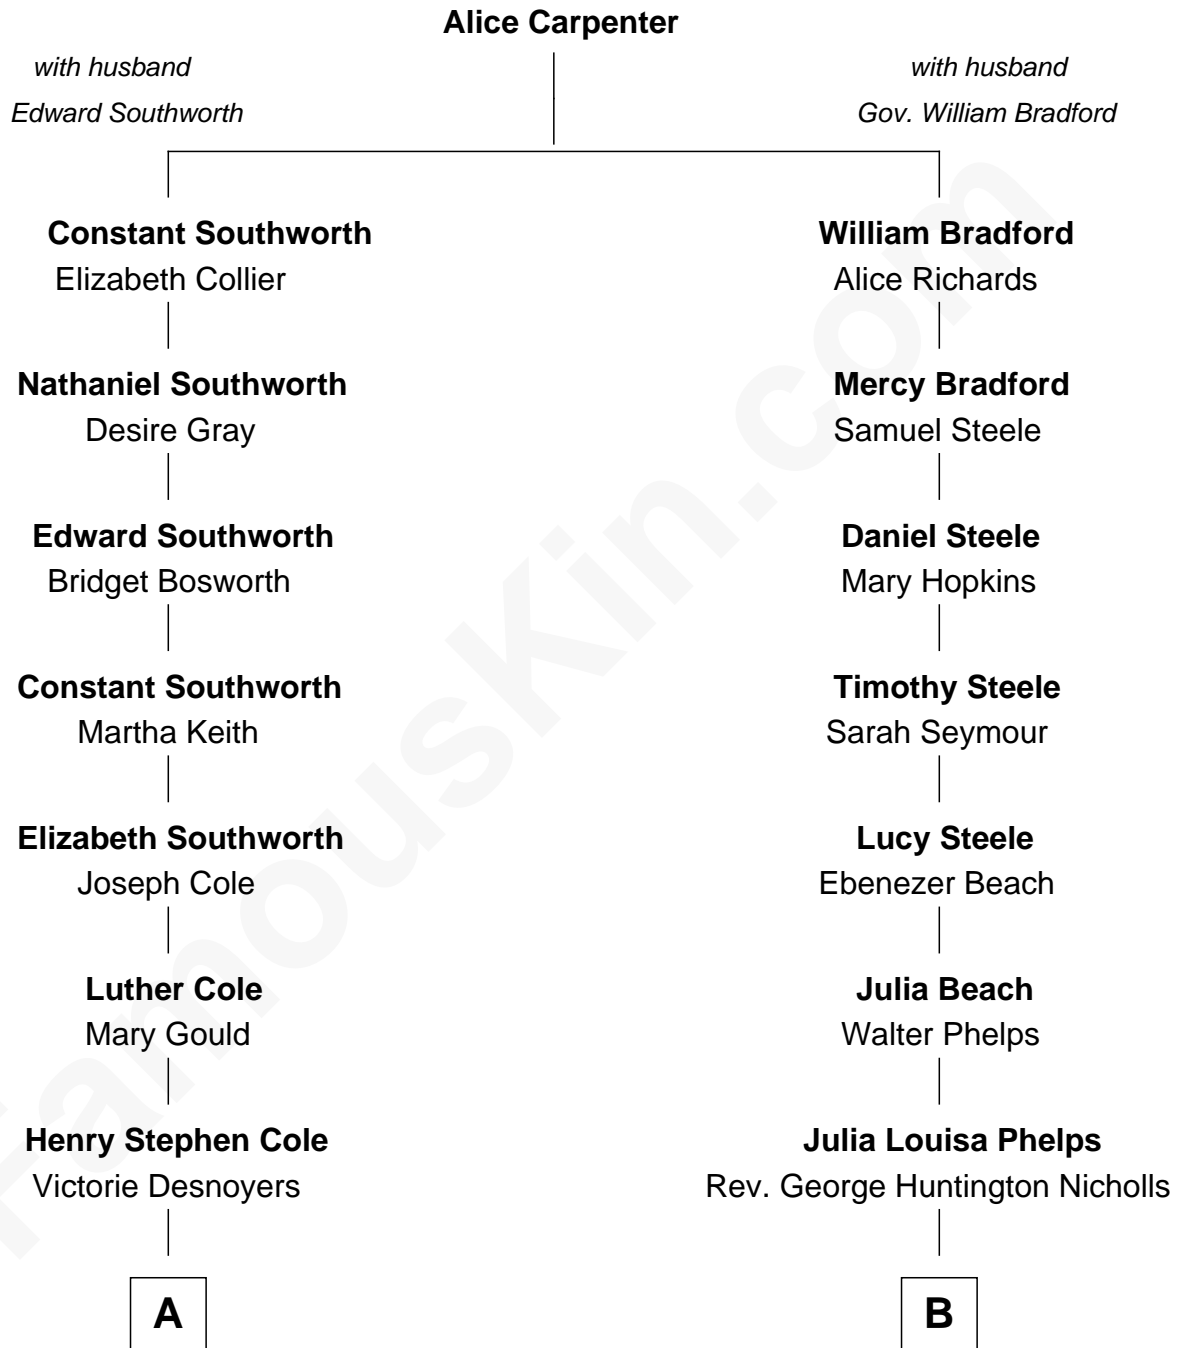 Alice Carpenter
with husband
Edward Southworth
with husband
Gov. William Bradford
Constant Southworth
Elizabeth Collier
William Bradford
Alice Richards
Nathaniel Southworth
Desire Gray
Mercy Bradford
Samuel Steele
Edward Southworth
Bridget Bosworth
Daniel Steele
Mary Hopkins
Constant Southworth
Martha Keith
Timothy Steele
Sarah Seymour
Elizabeth Southworth
Joseph Cole
Lucy Steele
Ebenezer Beach
Luther Cole
Mary Gould
Julia Beach
Walter Phelps
Henry Stephen Cole
Victorie Desnoyers
Julia Louisa Phelps
Rev. George Huntington Nicholls
A
B
FamousKin.com